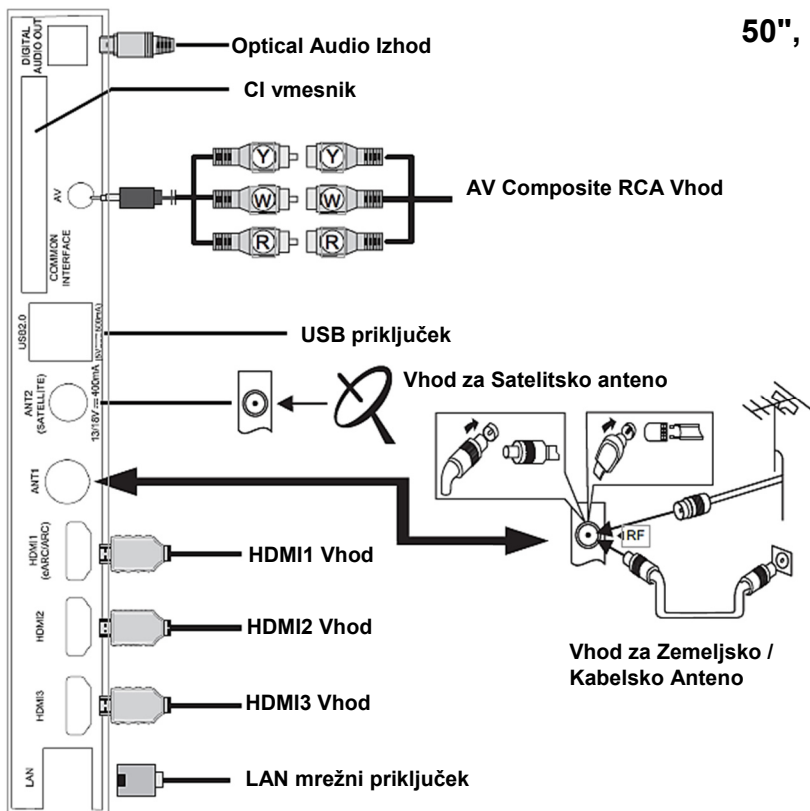 50",
DIGITAL
AUDIO OUT
Optical Audio Izhod
CI vmesnik
Y
Y
AV
W
W
AV Composite RCA Vhod
R
R
COMMON
INTERFACE
USB2.0
USB priključek
ANT2
(SATELLITE)
13/18V⎓400mA
Vhod za Satelitsko anteno
ANT1
RF
HDMI1
(eARC/ARC)
HDMI1 Vhod
HDMI2
HDMI2 Vhod
Vhod za Zemeljsko /
Kabelsko Anteno
HDMI3
HDMI3 Vhod
LAN
LAN mrežni priključek